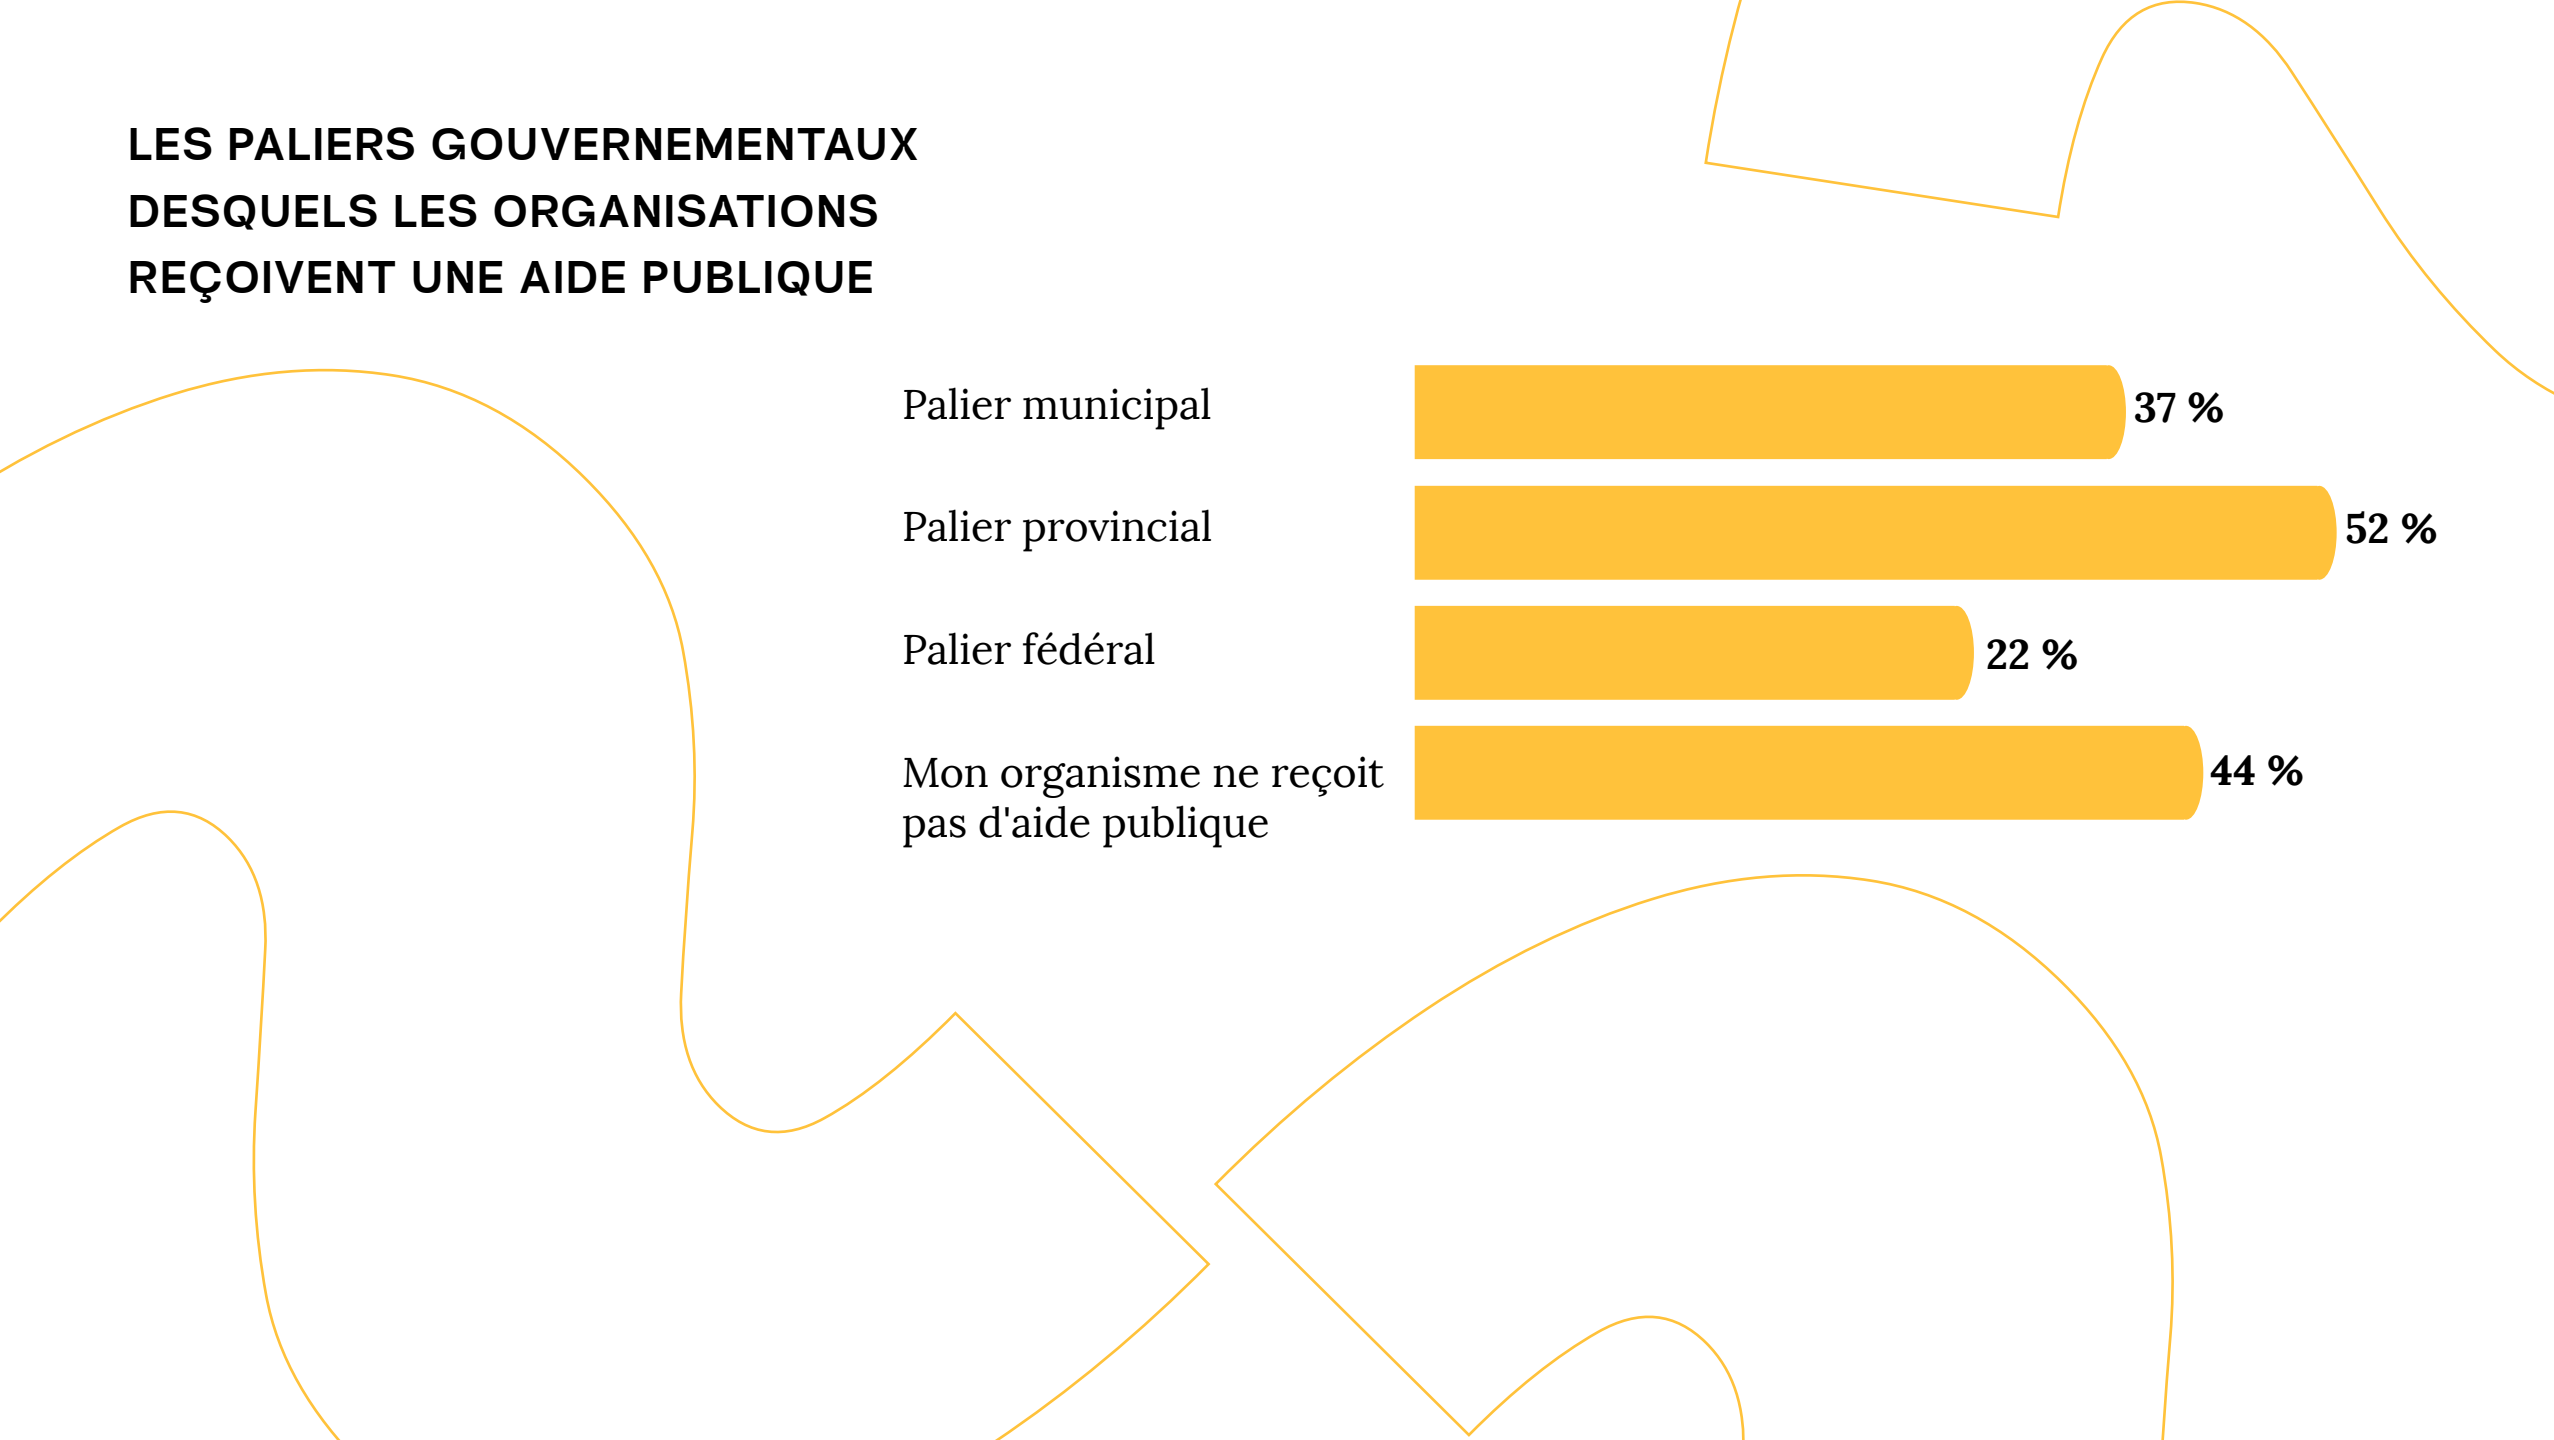 LES PALIERS GOUVERNEMENTAUX
DESQUELS LES ORGANISATIONS
REÇOIVENT UNE AIDE PUBLIQUE
Palier municipal
37 %
Palier provincial
52 %
Palier fédéral
22 %
Mon organisme ne reçoit
pas d'aide publique
44 %